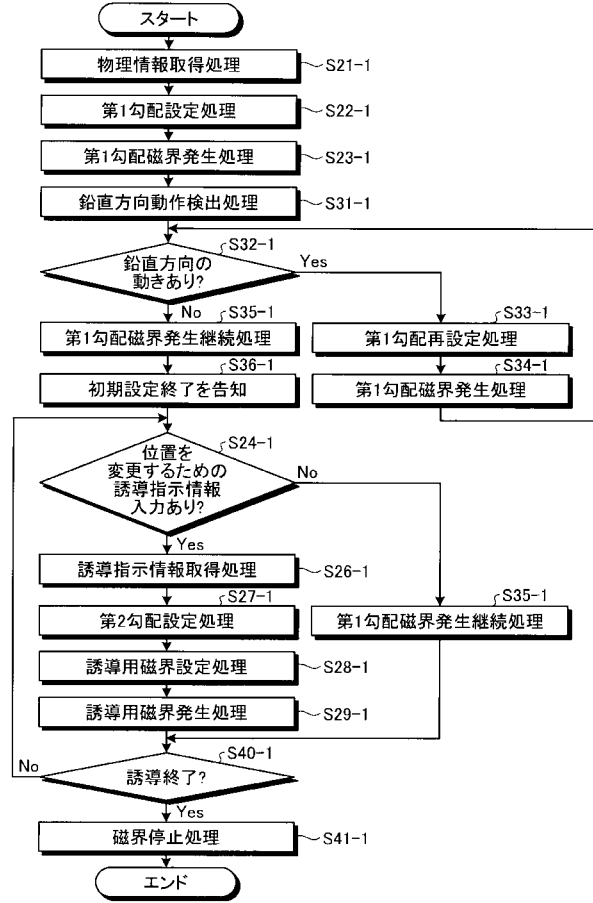 スタート
物理情報取得処理
S21-1
第1勾配設定処理
S22-1
第1勾配磁界発生処理
S23-1
鉛直方向動作検出処理
S31-1
S32-1
鉛直方向の
動きあり?
Yes
No
S35-1
第1勾配磁界発生継続処理
S33-1
第1勾配再設定処理
S36-1
初期設定終了を告知
S34-1
第1勾配磁界発生処理
S24-1
位置を
変更するための
誘導指示情報
入力あり?
No
Yes
誘導指示情報取得処理
S26-1
S27-1
第2勾配設定処理
S35-1
第1勾配磁界発生継続処理
誘導用磁界設定処理
S28-1
誘導用磁界発生処理
S29-1
S40-1
誘導終了?
No
Yes
磁界停止処理
S41-1
エンド